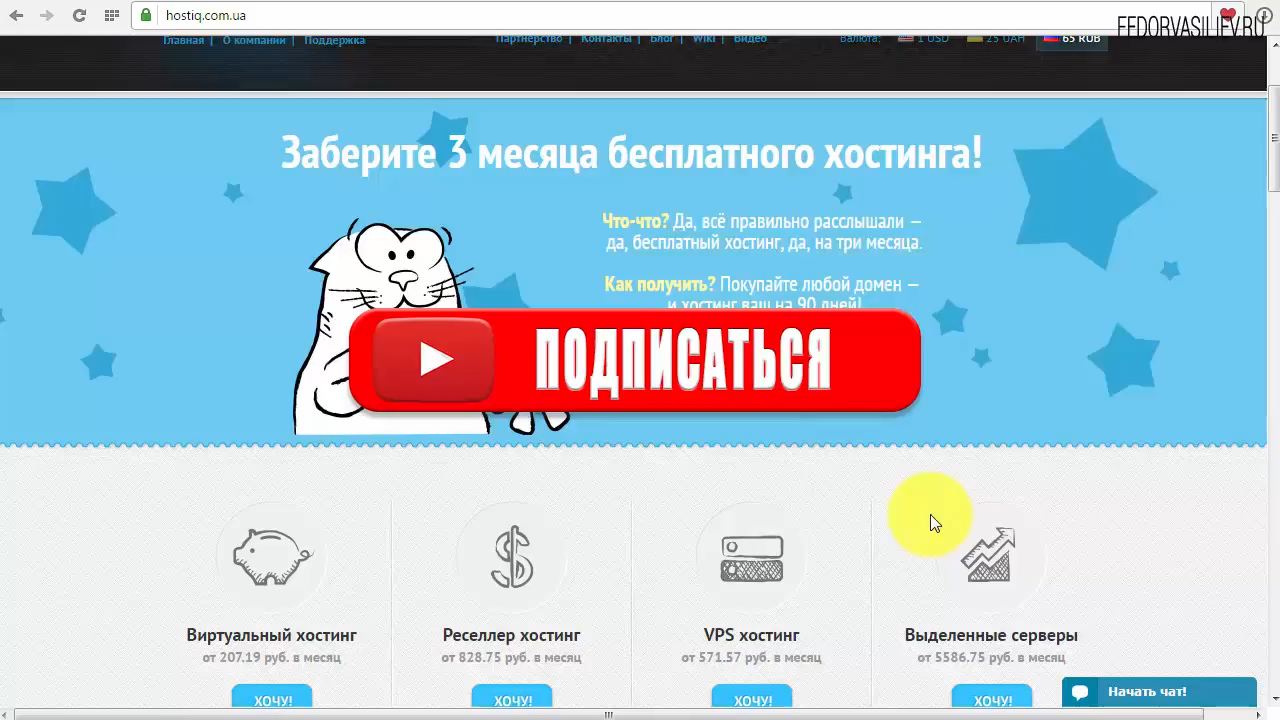 hostiq.com.ua
FEDORVASILIEV.RU
Главная | О компании | Поддержка
Партнерство | Контакты | Блог | Wiki | Видео
Валюта: 1 USD 25 UAH 65 RUB
Заберите 3 месяца бесплатного хостинга!
Что-что? Да, всё правильно расслышали —
да, бесплатный хостинг, да, на три месяца.
Как получить? Покупайте любой домен —
и хостинг ваш на 90 дней!
ПОДПИСАТЬСЯ
Виртуальный хостинг
от 207.19 руб. в месяц
ХОЧУ!
Реселлер хостинг
от 828.75 руб. в месяц
ХОЧУ!
VPS хостинг
от 571.57 руб. в месяц
ХОЧУ!
Выделенные серверы
от 5586.75 руб. в месяц
ХОЧУ!
Начать чат!